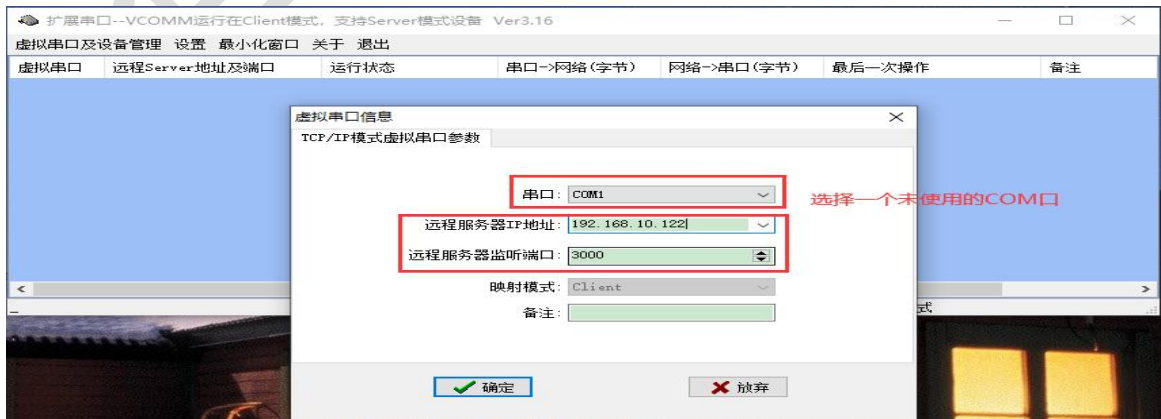 扩展串口--VCOMM运行在Client模式，支持Server模式设备 Ver3.16
虚拟串口及设备管理 设置 最小化窗口 关于 退出
虚拟串口 远程Server地址及端口 运行状态 串口->网络(字节) 网络->串口(字节) 最后一次操作 备注
虚拟串口信息
TCP/IP模式虚拟串口参数
串口: COM1
选择一个未使用的COM口
远程服务器IP地址: 192.168.10.122
远程服务器监听端口: 3000
映射模式: Client
备注:
式
确定 放弃